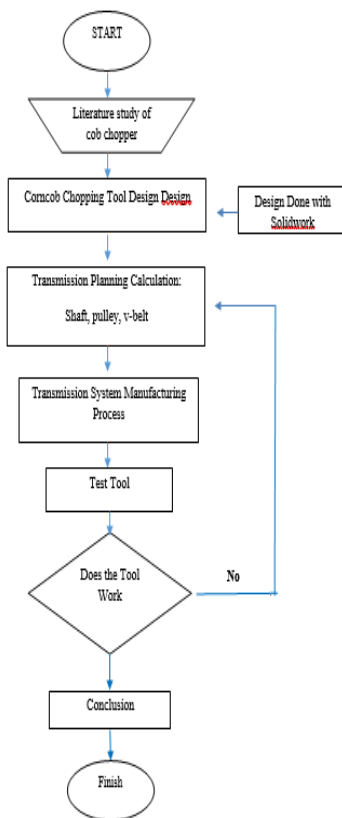 START
Literature study of
cob chopper
Corncob Chopping Tool Design Design
Design Done with
Solidwork
Transmission Planning Calculation:
Shaft, pulley, v-belt
Transmission System Manufacturing
Process
Test Tool
Does the Tool
Work
No
Conclusion
Finish